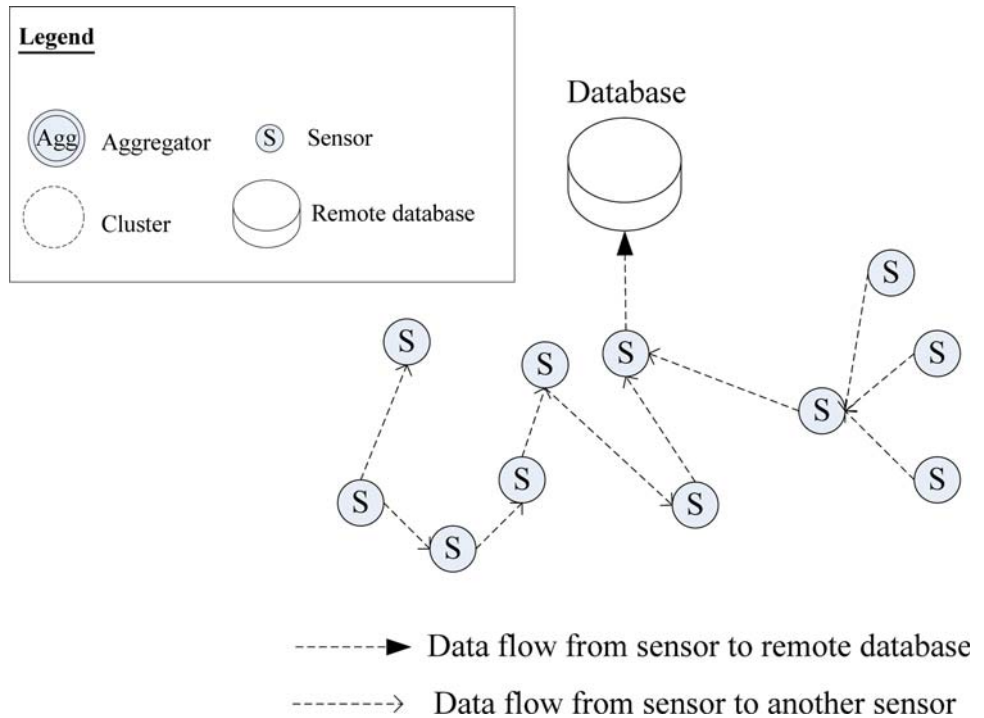 Legend
Agg Aggregator
S Sensor
Cluster
Remote database
Database
S
S
S
S
S
S
S
S
S
S
S
Data flow from sensor to remote database
Data flow from sensor to another sensor